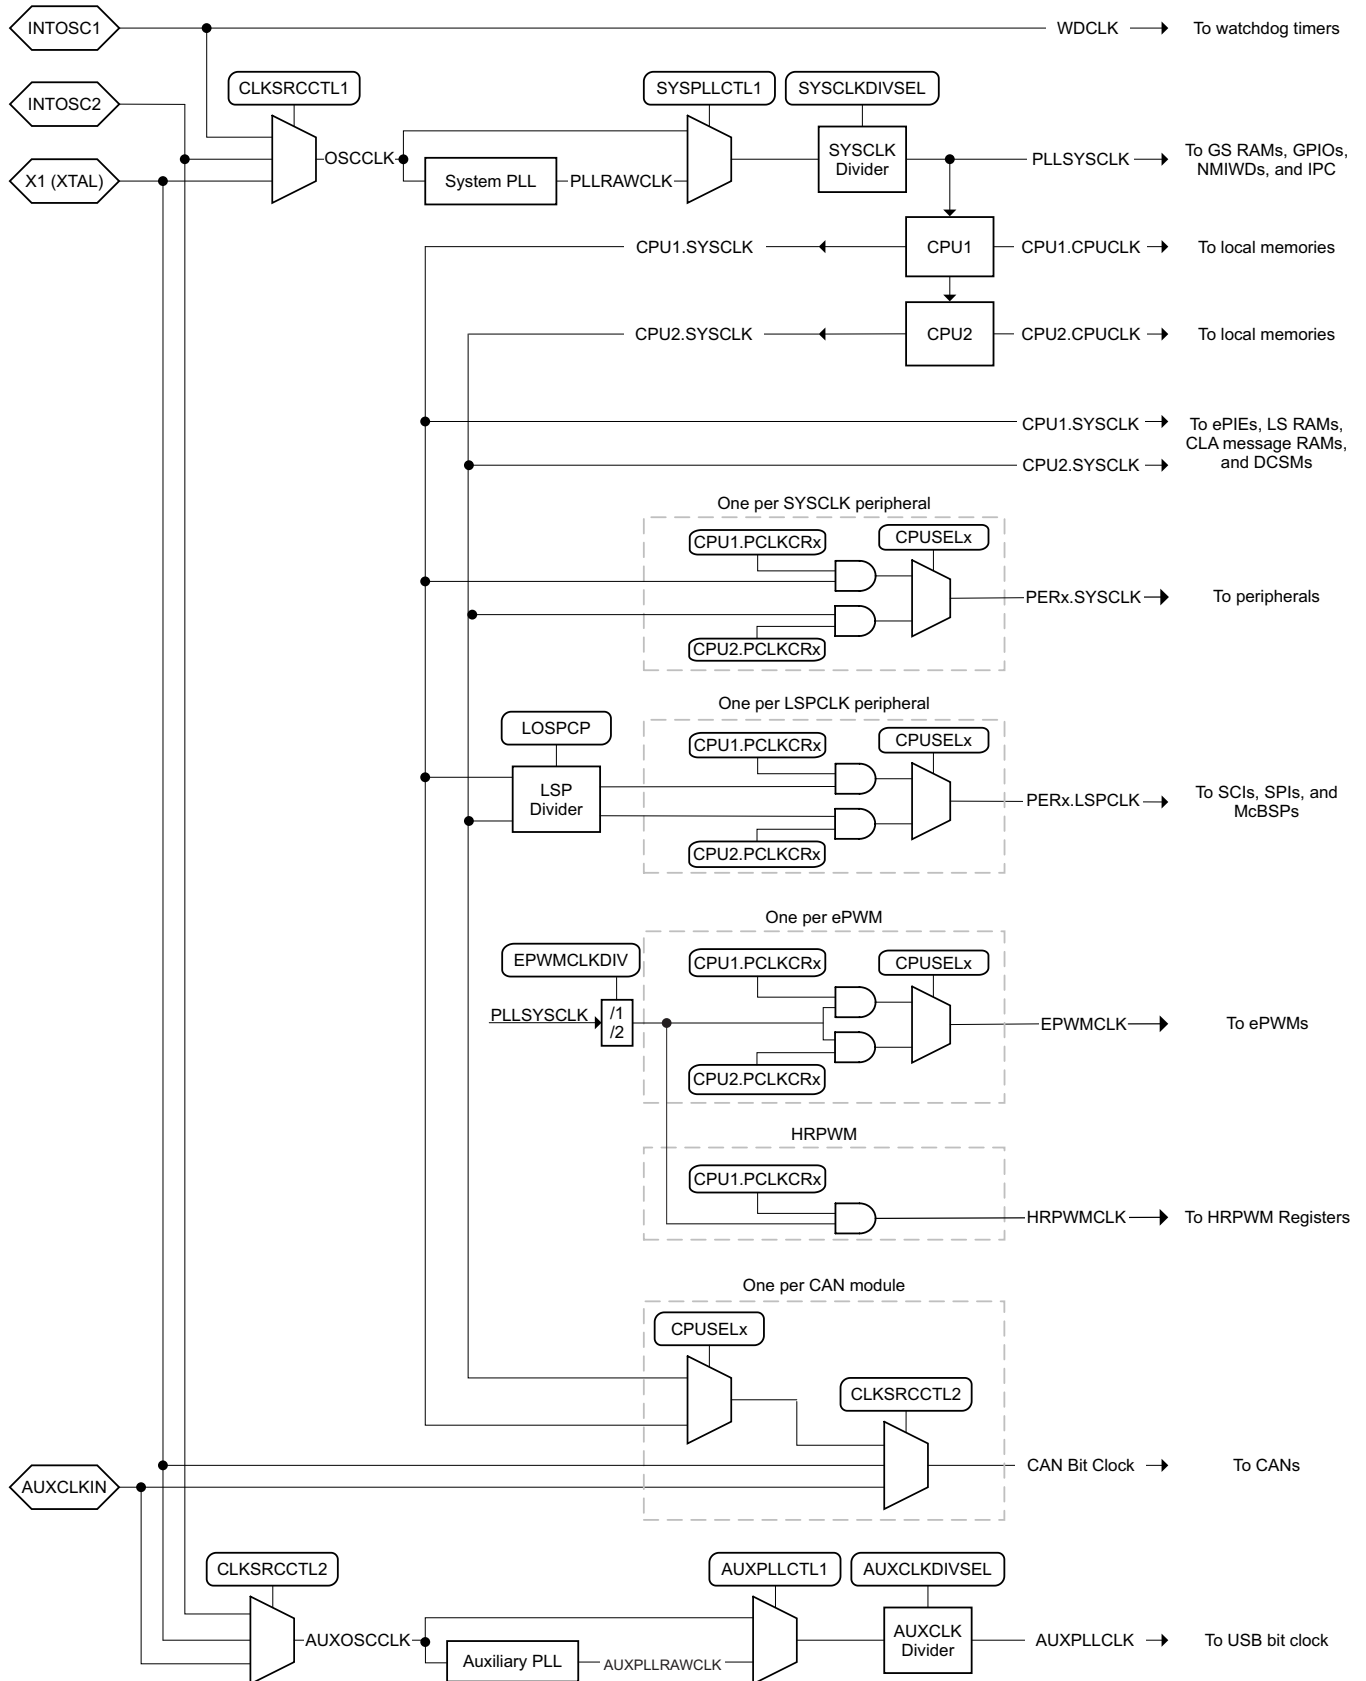 INTOSC1
WDCLK
To watchdog timers
INTOSC2
CLKSRCCTL1
SYSPLLCTL1
SYSCLKDIVSEL
X1 (XTAL)
OSCCLK
System PLL
PLLRAWCLK
SYSCLK
Divider
PLLSYSCLK
To GS RAMs, GPIOs,
NMIWDs, and IPC
CPU1.SYSCLK
CPU1
CPU1.CPUCLK
To local memories
CPU2.SYSCLK
CPU2
CPU2.CPUCLK
To local memories
CPU1.SYSCLK
CPU2.SYSCLK
To ePIEs, LS RAMs,
CLA message RAMs,
and DCSMs
One per SYSCLK peripheral
CPU1.PCLKCRx
CPUSELx
CPU2.PCLKCRx
PERx.SYSCLK
To peripherals
One per LSPCLK peripheral
LOSPCP
LSP
Divider
CPU1.PCLKCRx
CPUSELx
CPU2.PCLKCRx
PERx.LSPCLK
To SCIs, SPIs, and
McBSPs
One per ePWM
EPWMCLKDIV
PLLSYSCLK
/1
/2
CPU1.PCLKCRx
CPUSELx
CPU2.PCLKCRx
EPWMCLK
To ePWMs
HRPWM
CPU1.PCLKCRx
HRPWMCLK
To HRPWM Registers
One per CAN module
CPUSELx
CLKSRCCTL2
AUXCLKIN
CAN Bit Clock
To CANs
CLKSRCCTL2
AUXPLLCTL1
AUXCLKDIVSEL
AUXOSCCLK
Auxiliary PLL
AUXPLLRAWCLK
AUXCLK
Divider
AUXPLLCLK
To USB bit clock